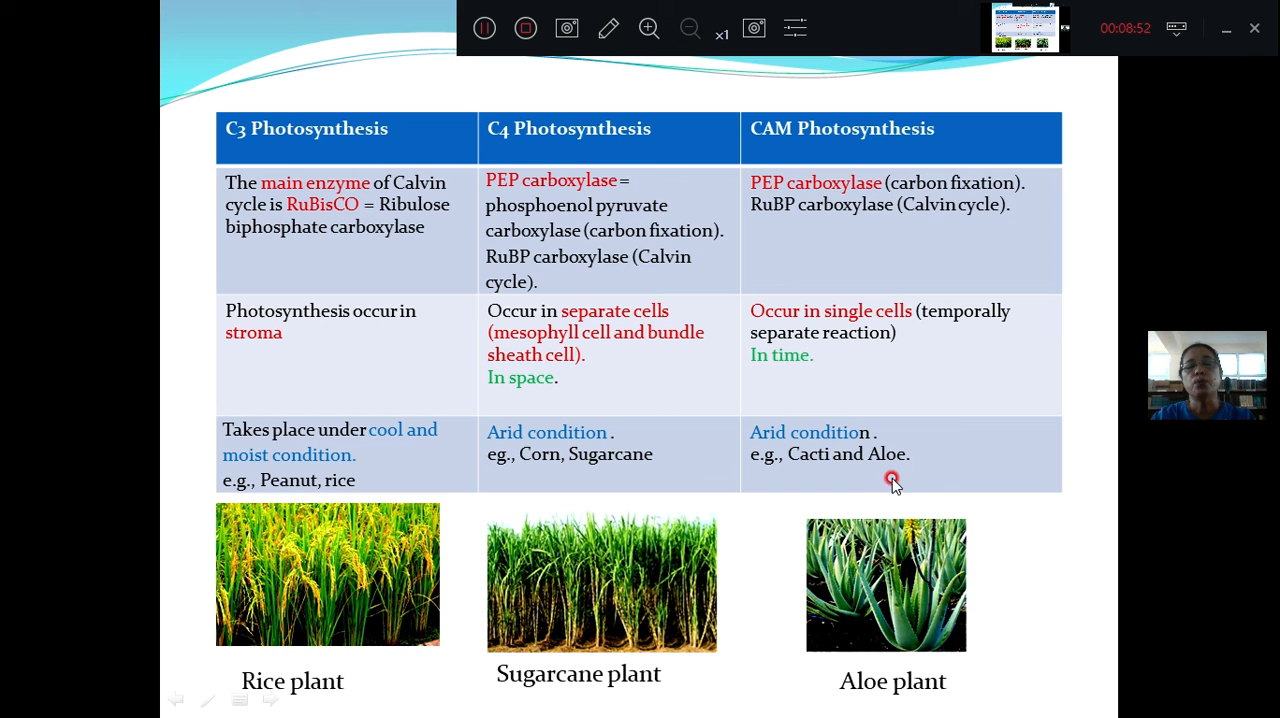 x1
00:08:52
C3 Photosynthesis
C4 Photosynthesis
CAM Photosynthesis
The main enzyme of Calvin
cycle is RuBisCO = Ribulose
biphosphate carboxylase
PEP carboxylase =
phosphoenol pyruvate
carboxylase (carbon fixation).
RuBP carboxylase (Calvin
cycle).
PEP carboxylase (carbon fixation).
RuBP carboxylase (Calvin cycle).
Photosynthesis occur in
stroma
Occur in separate cells
(mesophyll cell and bundle
sheath cell).
In space.
Occur in single cells (temporally
separate reaction)
In time.
Takes place under cool and
moist condition.
e.g., Peanut, rice
Arid condition .
eg., Corn, Sugarcane
Arid condition .
e.g., Cacti and Aloe.
Rice plant
Sugarcane plant
Aloe plant